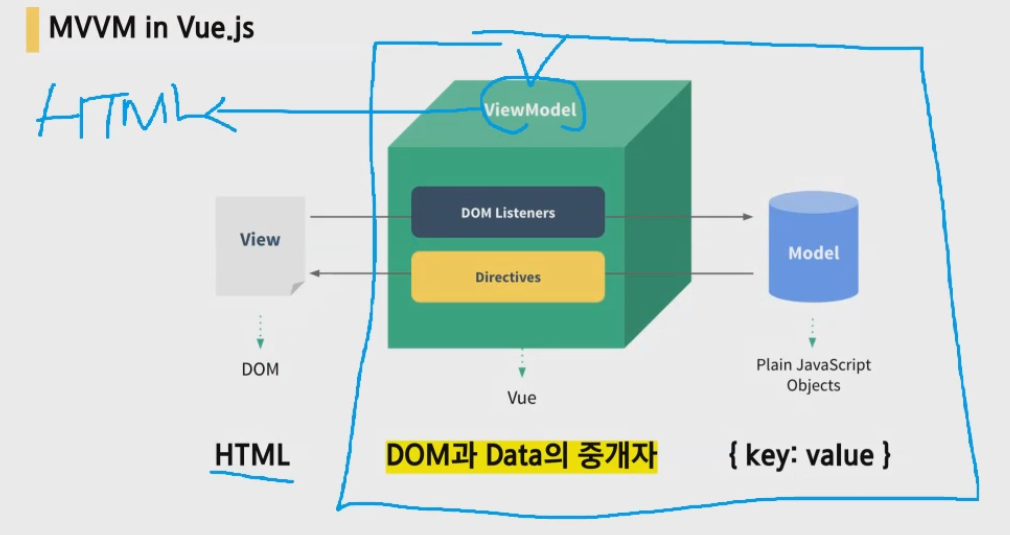 MVVM in Vue.js
HTML
ViewModel
DOM Listeners
View
Model
Directives
DOM
Vue
Plain JavaScript
Objects
HTML
DOM과 Data의 중개자
{ key: value }